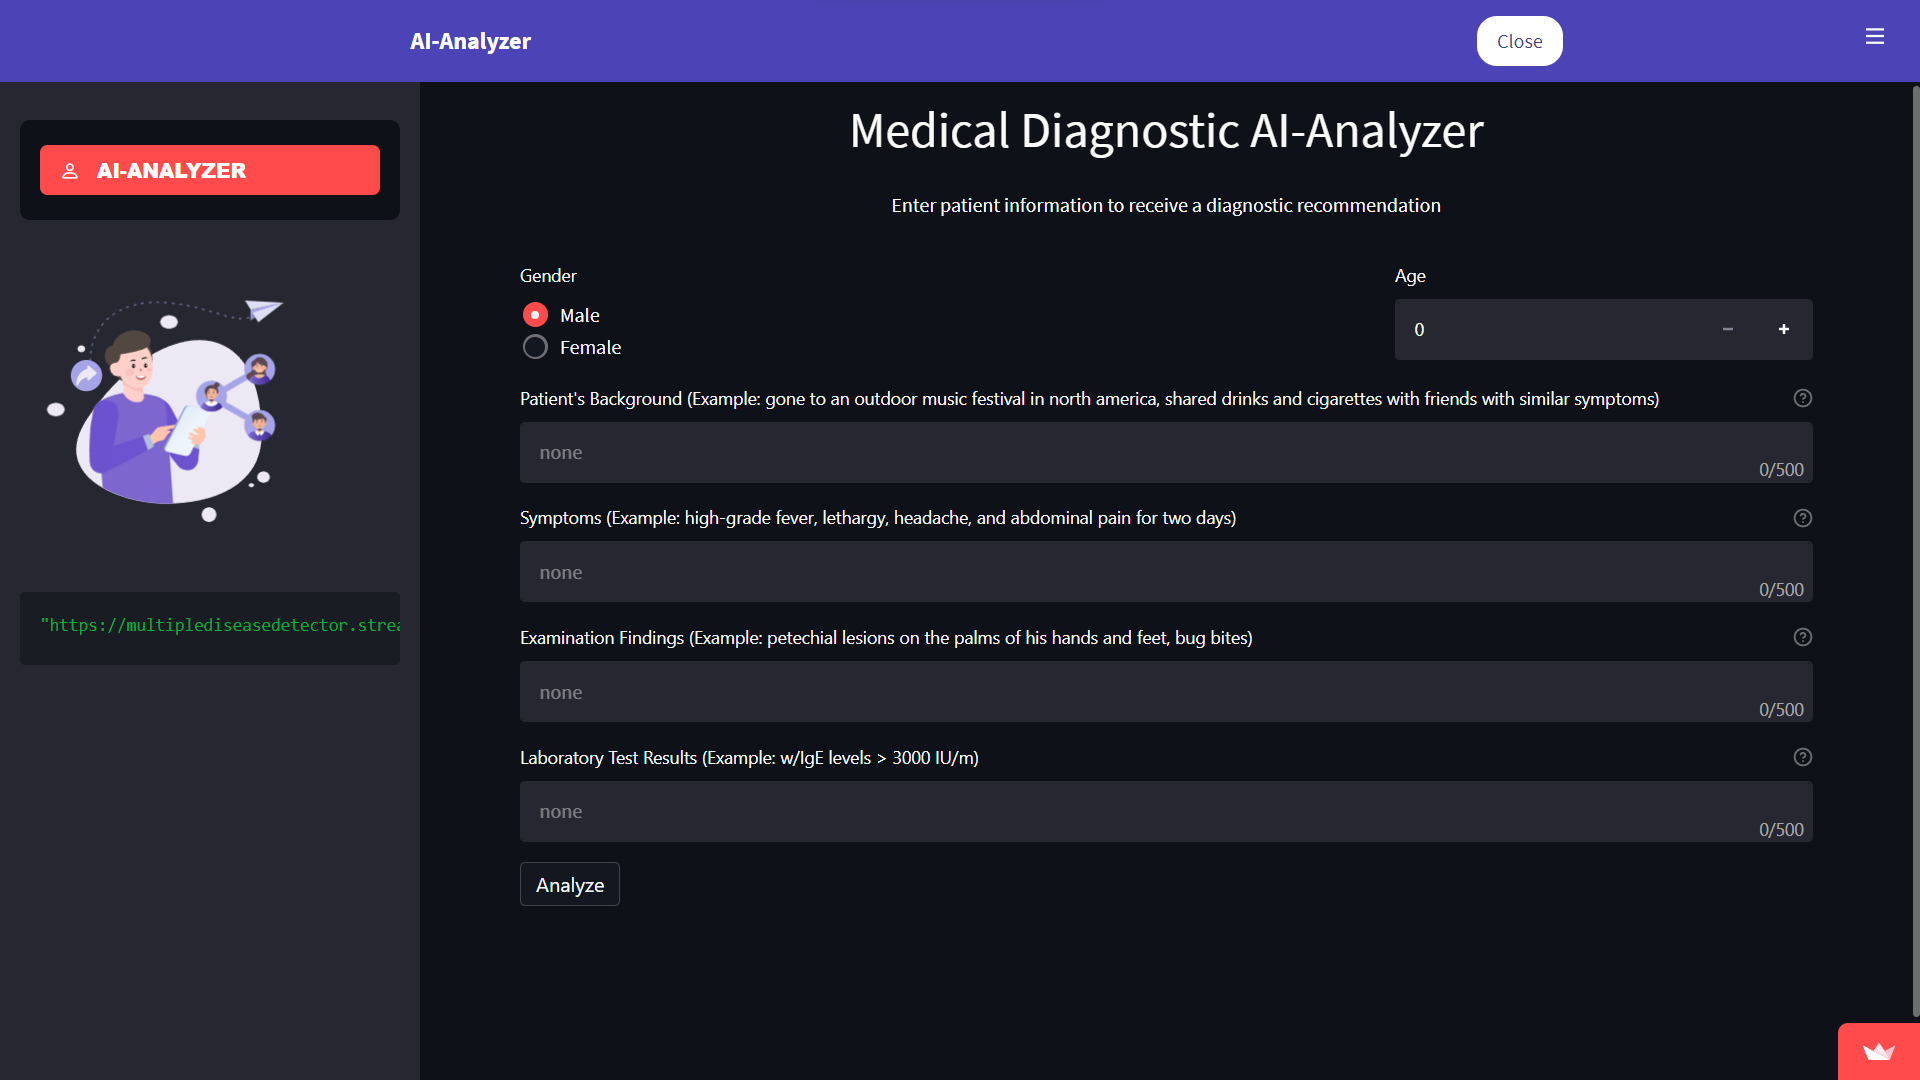 AI-Analyzer
Close
AI-ANALYZER
"https://multiplediseasedetector.strea
Medical Diagnostic AI-Analyzer
Enter patient information to receive a diagnostic recommendation
Gender
Male
Female
Age
0
Patient's Background (Example: gone to an outdoor music festival in north america, shared drinks and cigarettes with friends with similar symptoms)
none
0/500
Symptoms (Example: high-grade fever, lethargy, headache, and abdominal pain for two days)
none
0/500
Examination Findings (Example: petechial lesions on the palms of his hands and feet, bug bites)
none
0/500
Laboratory Test Results (Example: w/IgE levels > 3000 IU/m)
none
0/500
Analyze